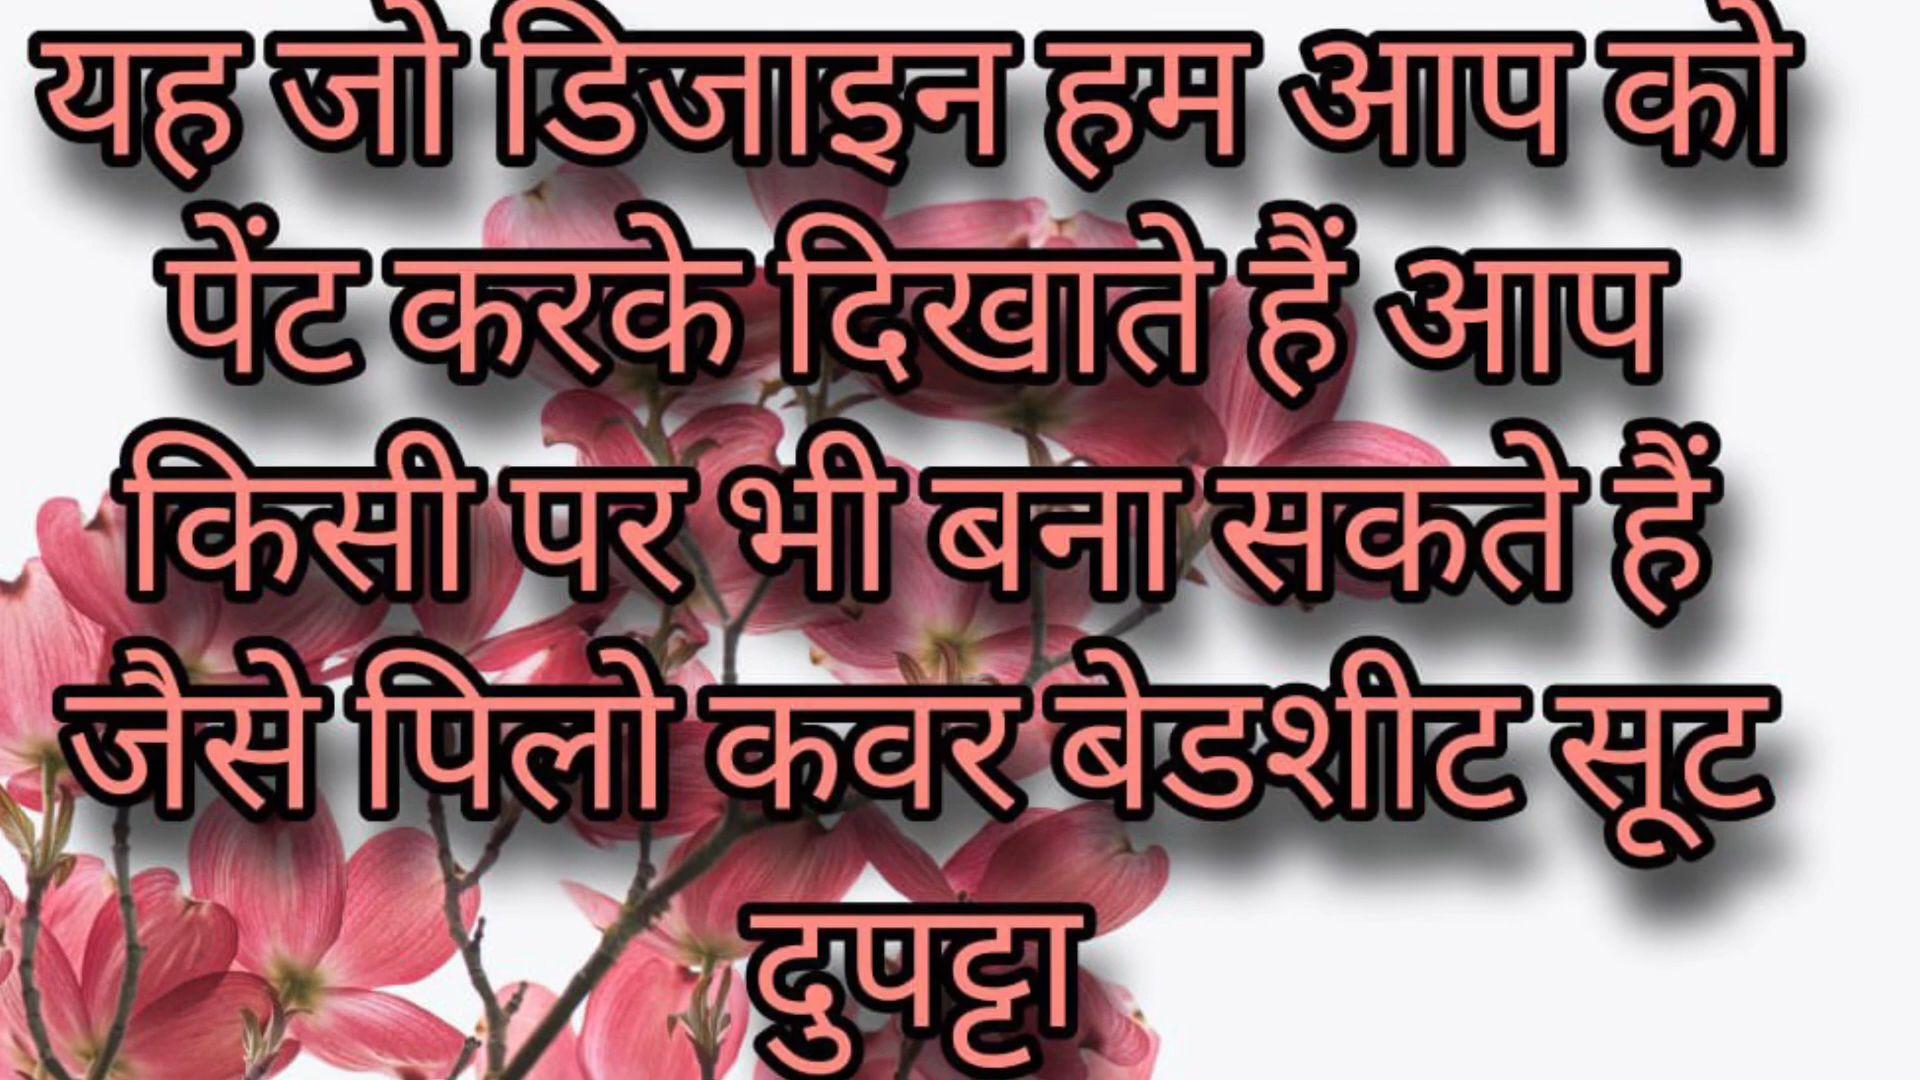 यह जो डिजाइन हम आप को
पेंट करके दिखाते हैं आप
किसी पर भी बना सकते हैं
जैसे पिलो कवर बेडशीट सूट
दुपट्टा